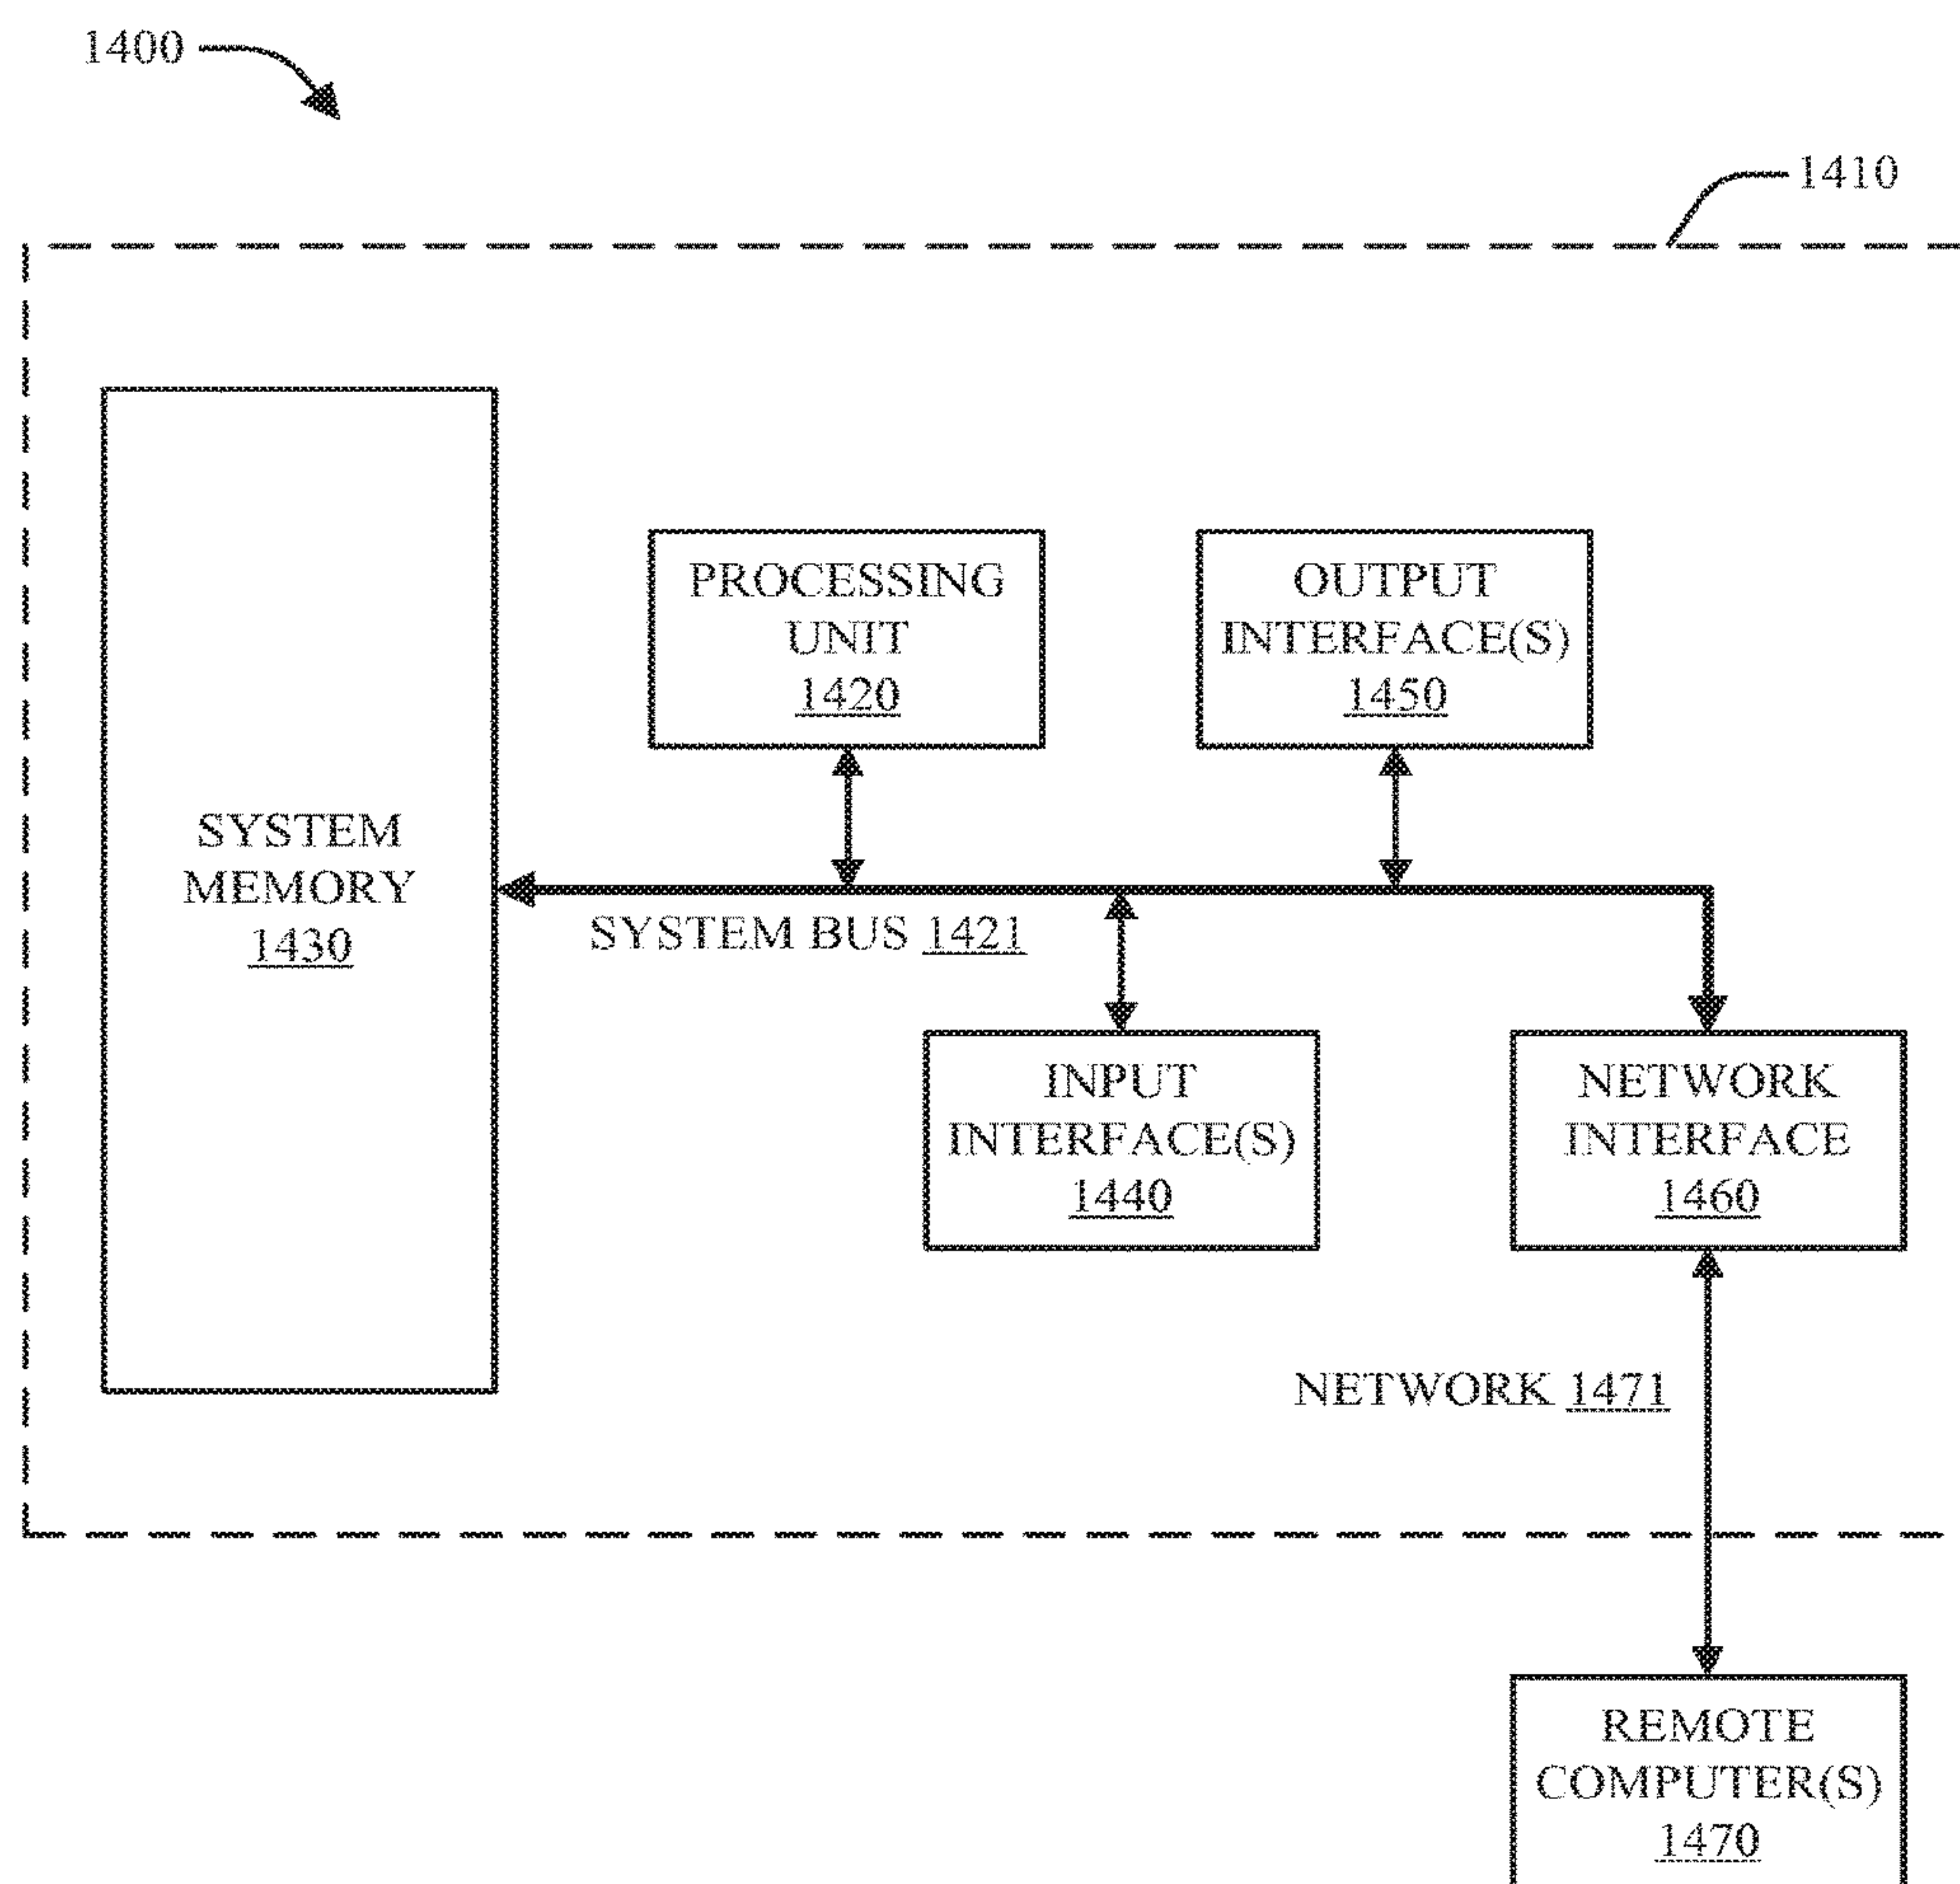 1400
1410
PROCESSING
UNIT
1420
OUTPUT
INTERFACE(S)
1450
SYSTEM
MEMORY
1430
SYSTEM BUS 1421
INPUT
INTERFACE(S)
1440
NETWORK
INTERFACE
1460
NETWORK 1471
REMOTE
COMPUTER(S)
1470